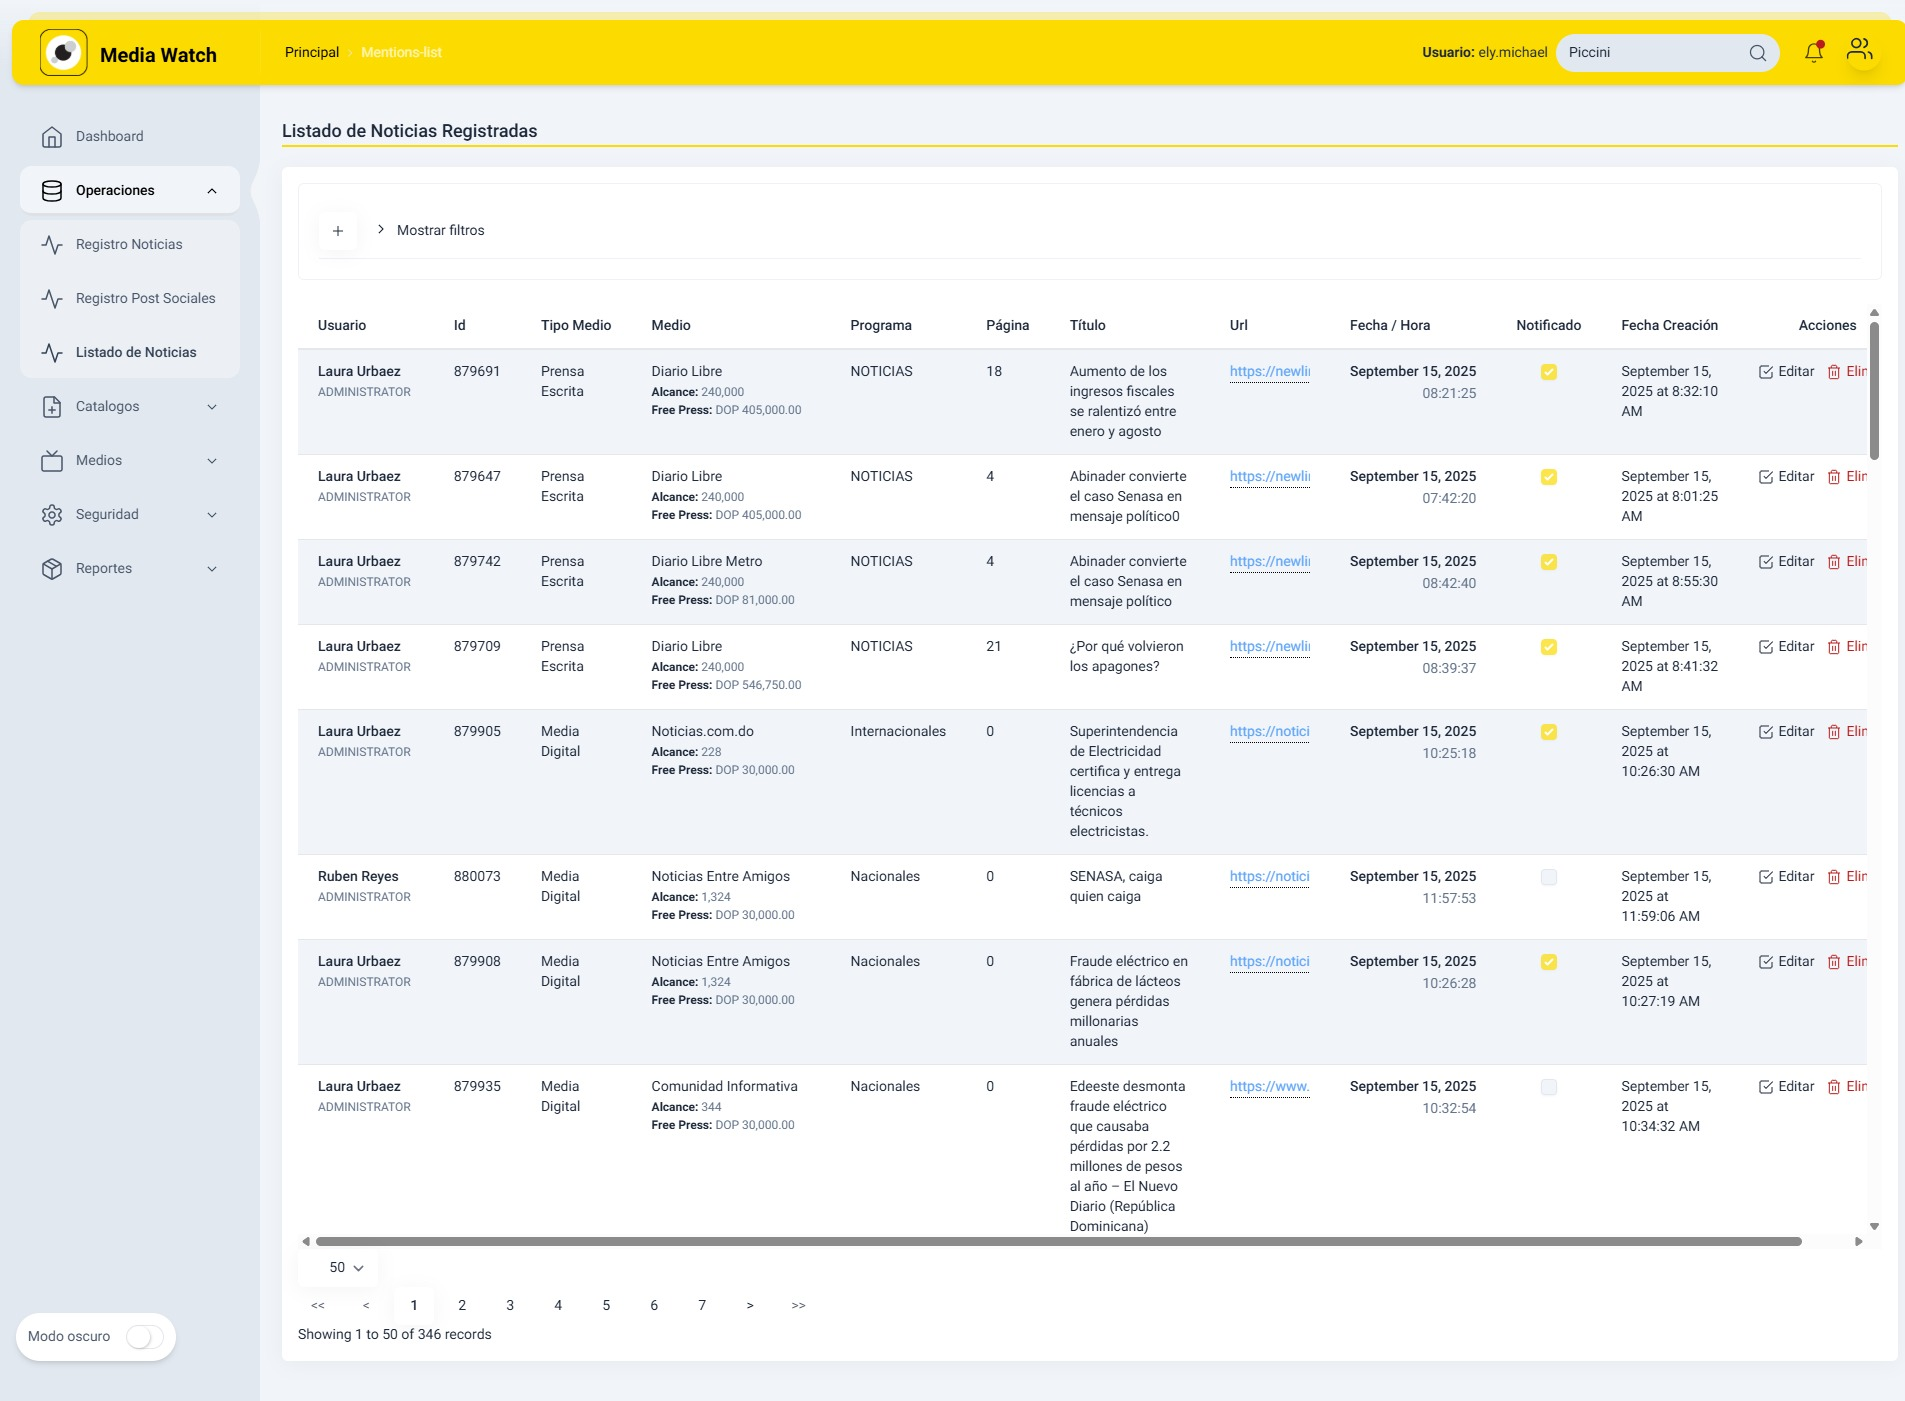 Media Watch
Principal > Mentions-list
Usuario: ely.michael
Piccini
Dashboard
Operaciones
Registro Noticias
Registro Post Sociales
Listado de Noticias
Catalogos
Medios
Seguridad
Reportes
Modo oscuro
Listado de Noticias Registradas
+ > Mostrar filtros
Usuario Id Tipo Medio Medio Programa Página Título Url Fecha / Hora Notificado Fecha Creación Acciones
Laura Urbaez 879691 Prensa Diario Libre NOTICIAS 18 Aumento de los https://newli September 15, 2025 September 15, Editar Elin
ADMINISTRATOR Escrita Alcance: 240,000 ingresos fiscales 08:21:25 2025 at 8:32:10
Free Press: DOP 405,000.00 se ralentizó entre AM
enero y agosto
Laura Urbaez 879647 Prensa Diario Libre NOTICIAS 4 Abinader convierte https://newli September 15, 2025 September 15, Editar Elin
ADMINISTRATOR Escrita Alcance: 240,000 el caso Senasa en 07:42:20 2025 at 8:01:25
Free Press: DOP 405,000.00 mensaje político0 AM
Laura Urbaez 879742 Prensa Diario Libre Metro NOTICIAS 4 Abinader convierte https://newli September 15, 2025 September 15, Editar Elin
ADMINISTRATOR Escrita Alcance: 240,000 el caso Senasa en 08:42:40 2025 at 8:55:30
Free Press: DOP 81,000.00 mensaje político AM
Laura Urbaez 879709 Prensa Diario Libre NOTICIAS 21 ¿Por qué volvieron https://newli September 15, 2025 September 15, Editar Elin
ADMINISTRATOR Escrita Alcance: 240,000 los apagones? 08:39:37 2025 at 8:41:32
Free Press: DOP 546,750.00 AM
Laura Urbaez 879905 Media Noticias.com.do Internacionales 0 Superintendencia https://notici September 15, 2025 September 15, Editar Elin
ADMINISTRATOR Digital Alcance: 228 de Electricidad 10:25:18 2025 at
Free Press: DOP 30,000.00 certifica y entrega 10:26:30 AM
licencias a
técnicos
electricistas.
Ruben Reyes 880073 Media Noticias Entre Amigos Nacionales 0 SENASA, caiga https://notici September 15, 2025 September 15, Editar Elin
ADMINISTRATOR Digital Alcance: 1,324 quien caiga 11:57:53 2025 at
Free Press: DOP 30,000.00 11:59:06 AM
Laura Urbaez 879908 Media Noticias Entre Amigos Nacionales 0 Fraude eléctrico en https://notici September 15, 2025 September 15, Editar Elin
ADMINISTRATOR Digital Alcance: 1,324 fábrica de lácteos 10:26:28 2025 at
Free Press: DOP 30,000.00 genera pérdidas 10:27:19 AM
millonarias
anuales
Laura Urbaez 879935 Media Comunidad Informativa Nacionales 0 Edeeste desmonta https://www. September 15, 2025 September 15, Editar Elin
ADMINISTRATOR Digital Alcance: 344 fraude eléctrico 10:32:54 2025 at
Free Press: DOP 30,000.00 que causaba 10:34:32 AM
pérdidas por 2.2
millones de pesos
al año – El Nuevo
Diario (República
Dominicana)
50
<< < 1 2 3 4 5 6 7 > >>
Showing 1 to 50 of 346 records